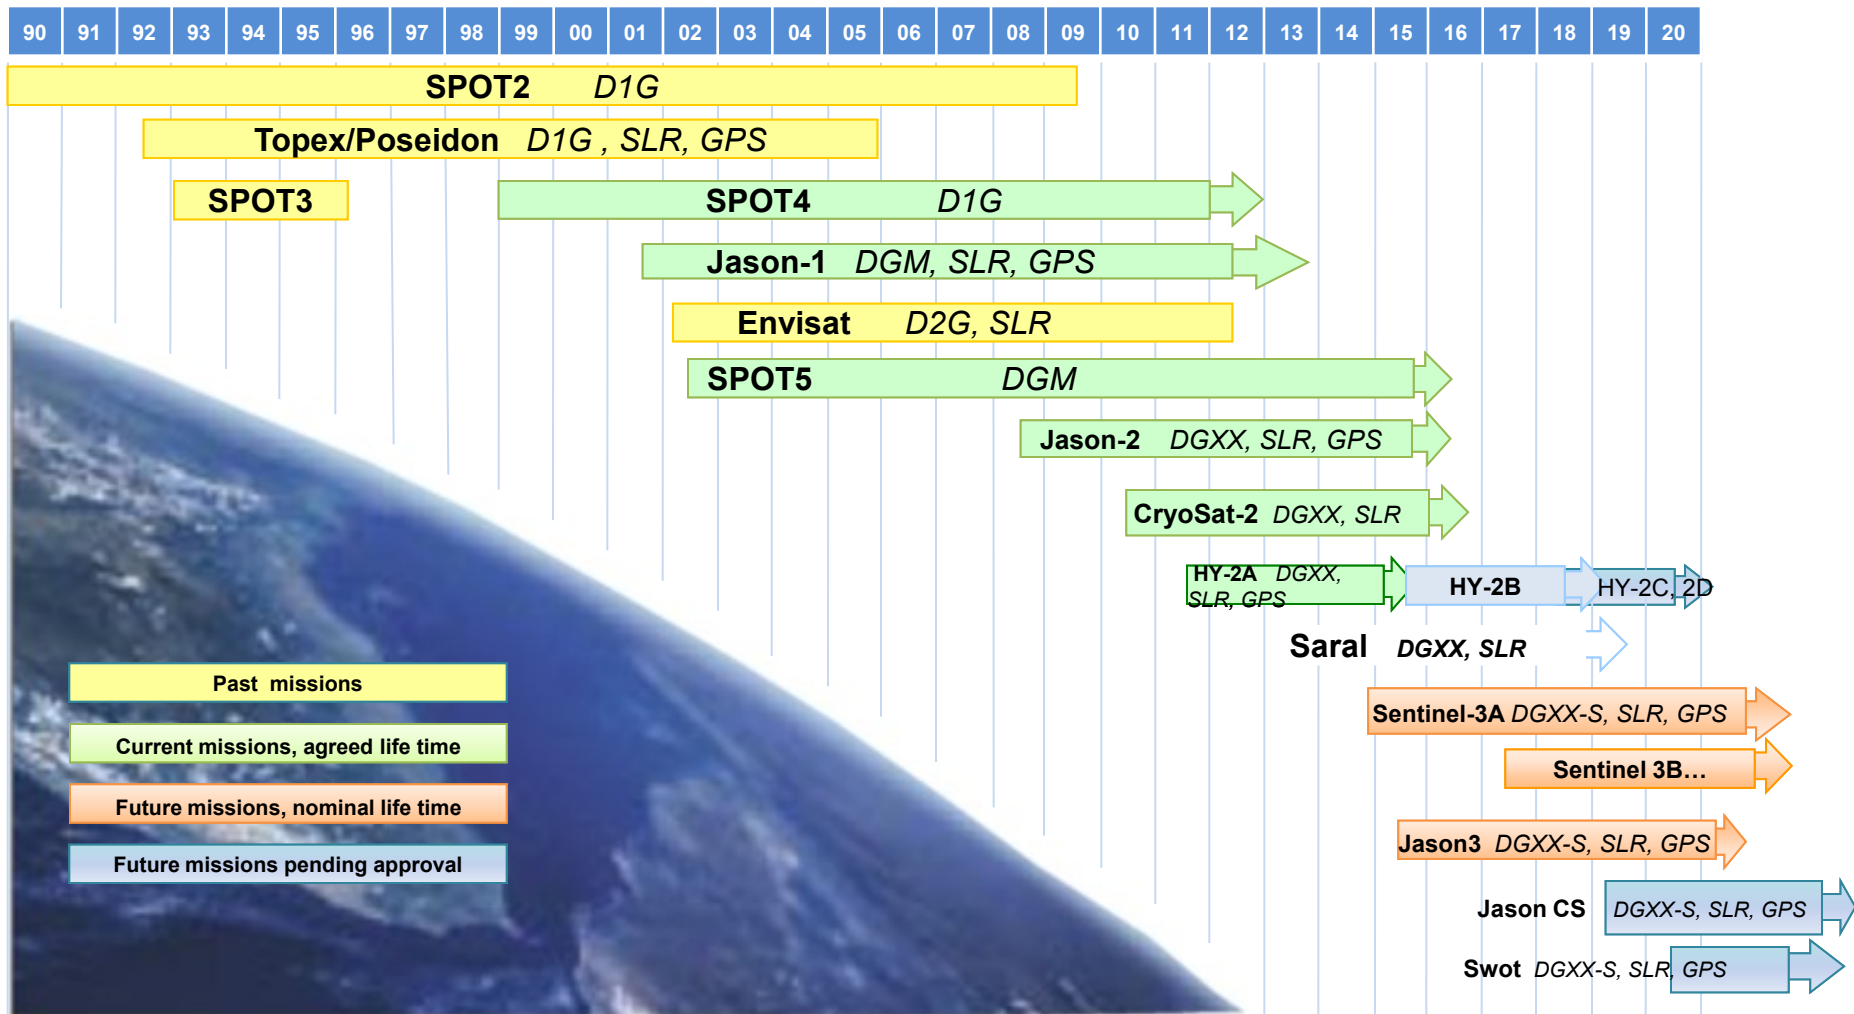 90 91 92 93 94 95 96 97 98 99 00 01 02 03 04 05 06 07 08 09 10 11 12 13 14 15 16 17 18 19 20
SPOT2 D1G
Topex/Poseidon D1G , SLR, GPS
SPOT3
SPOT4 D1G
Jason-1 DGM, SLR, GPS
Envisat D2G, SLR
SPOT5 DGM
Jason-2 DGXX, SLR, GPS
CryoSat-2 DGXX, SLR
HY-2A DGXX,
SLR, GPS
HY-2B
HY-2C, 2D
Saral DGXX, SLR
Past missions
Current missions, agreed life time
Future missions, nominal life time
Future missions pending approval
Sentinel-3A DGXX-S, SLR, GPS
Sentinel 3B...
Jason3 DGXX-S, SLR, GPS
Jason CS DGXX-S, SLR, GPS
Swot DGXX-S, SLR, GPS